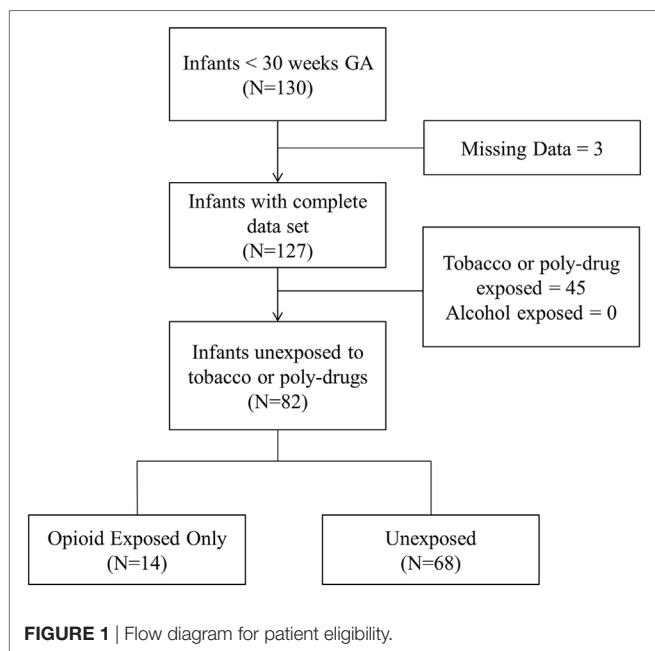 Infants < 30 weeks GA
(N=130)
Missing Data = 3
Infants with complete
data set
(N=127)
Tobacco or poly-drug
exposed = 45
Alcohol exposed = 0
Infants unexposed to
tobacco or poly-drugs
(N=82)
Opioid Exposed Only
(N=14)
Unexposed
(N=68)
FIGURE 1 | Flow diagram for patient eligibility.